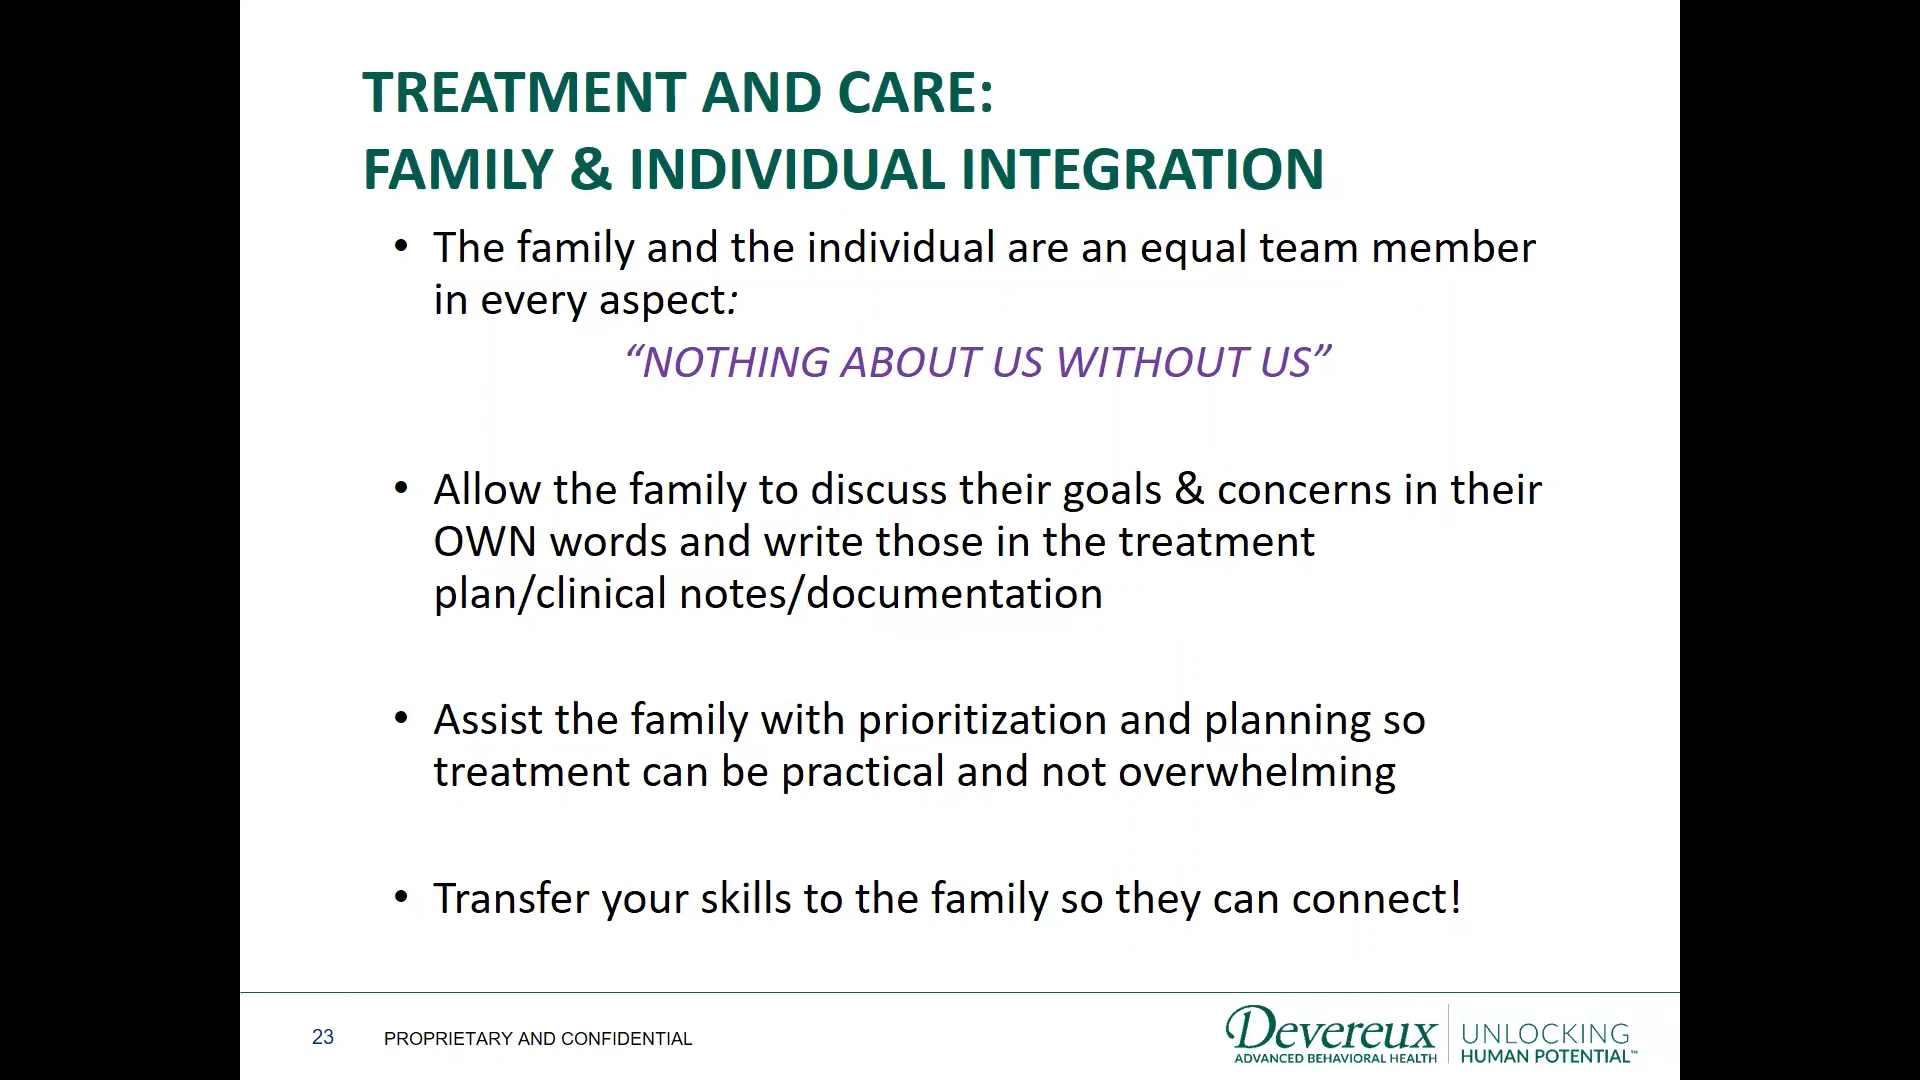 TREATMENT AND CARE:
FAMILY & INDIVIDUAL INTEGRATION
• The family and the individual are an equal team member
in every aspect:
“NOTHING ABOUT US WITHOUT US”
• Allow the family to discuss their goals & concerns in their
OWN words and write those in the treatment
plan/clinical notes/documentation
• Assist the family with prioritization and planning so
treatment can be practical and not overwhelming
• Transfer your skills to the family so they can connect!
23 PROPRIETARY AND CONFIDENTIAL
Devereux
ADVANCED BEHAVIORAL HEALTH
UNLOCKING
HUMAN POTENTIAL™